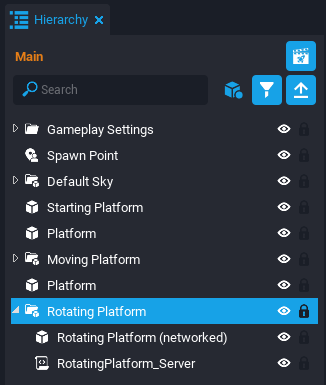 Hierarchy
Main
Search
Gameplay Settings
Spawn Point
Default Sky
Starting Platform
Platform
Moving Platform
Platform
Rotating Platform
Rotating Platform (networked)
RotatingPlatform_Server